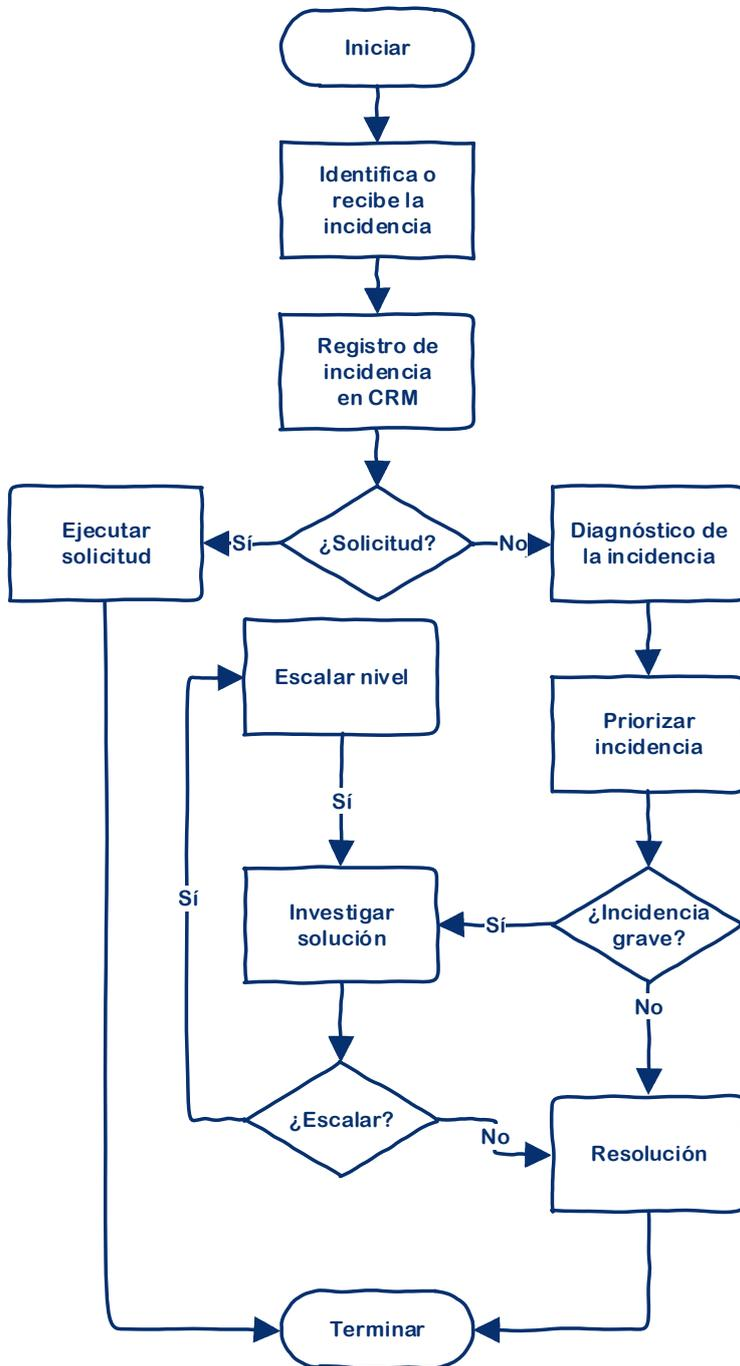 Iniciar
Identifica o
recibe la
incidencia
Registro de
incidencia
en CRM
Ejecutar
solicitud
Sí
¿Solicitud?
No
Diagnóstico de
la incidencia
Escalar nivel
Priorizar
incidencia
Sí
Sí
Investigar
solución
Sí
¿Incidencia
grave?
No
¿Escalar?
No
Resolución
Terminar